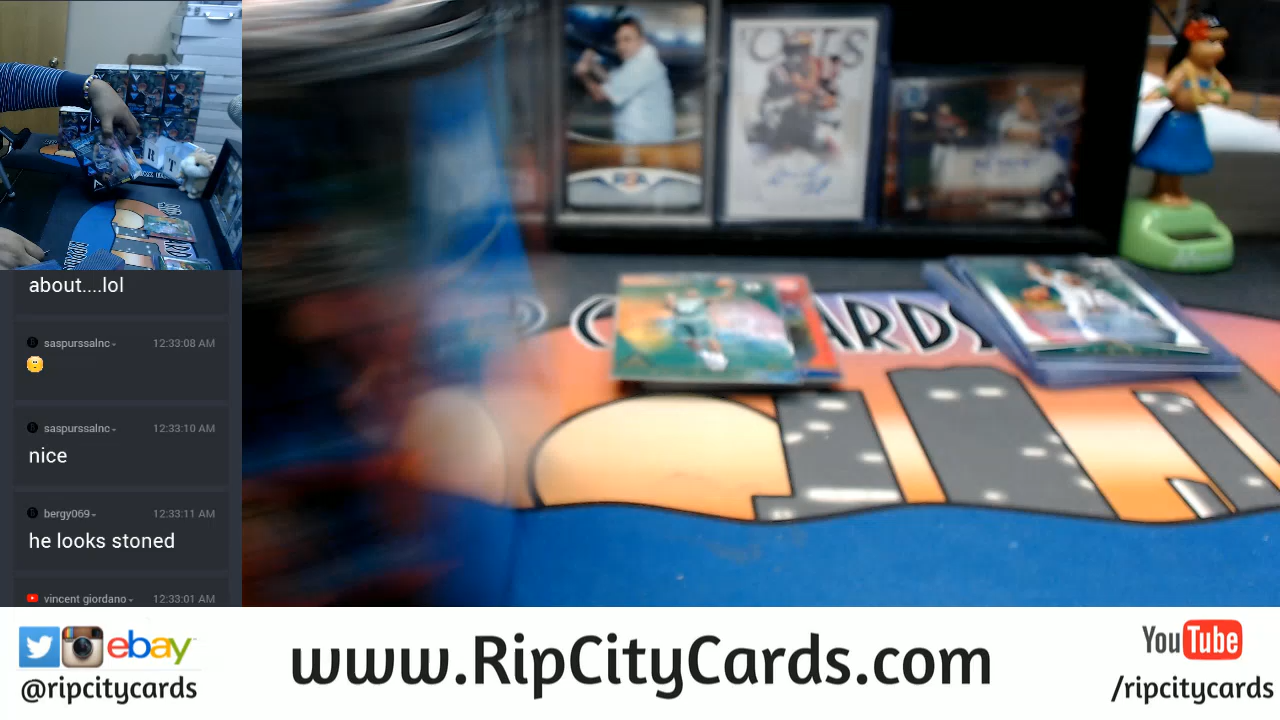 about....lol
saspurssalnc 12:33:08 AM
saspurssalnc 12:33:10 AM
nice
bergy069 12:33:11 AM
he looks stoned
vincent giordano 12:33:01 AM
ARDS
ebay
@ripcitycards
www.RipCityCards.com
YouTube
/ripcitycards